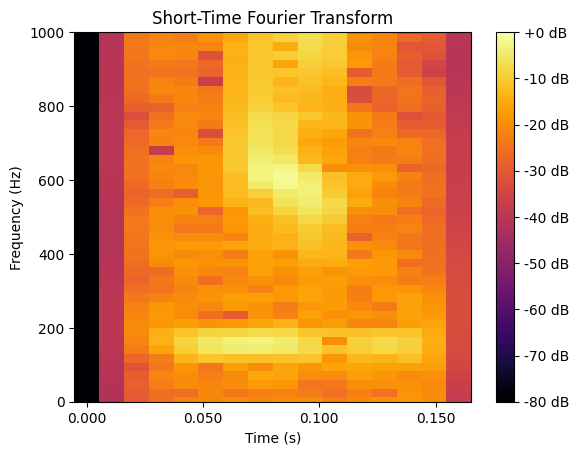 Short-Time Fourier Transform
Frequency (Hz)
1000
800
600
400
200
0
0.000 0.050 0.100 0.150
Time (s)
+0 dB
-10 dB
-20 dB
-30 dB
-40 dB
-50 dB
-60 dB
-70 dB
-80 dB